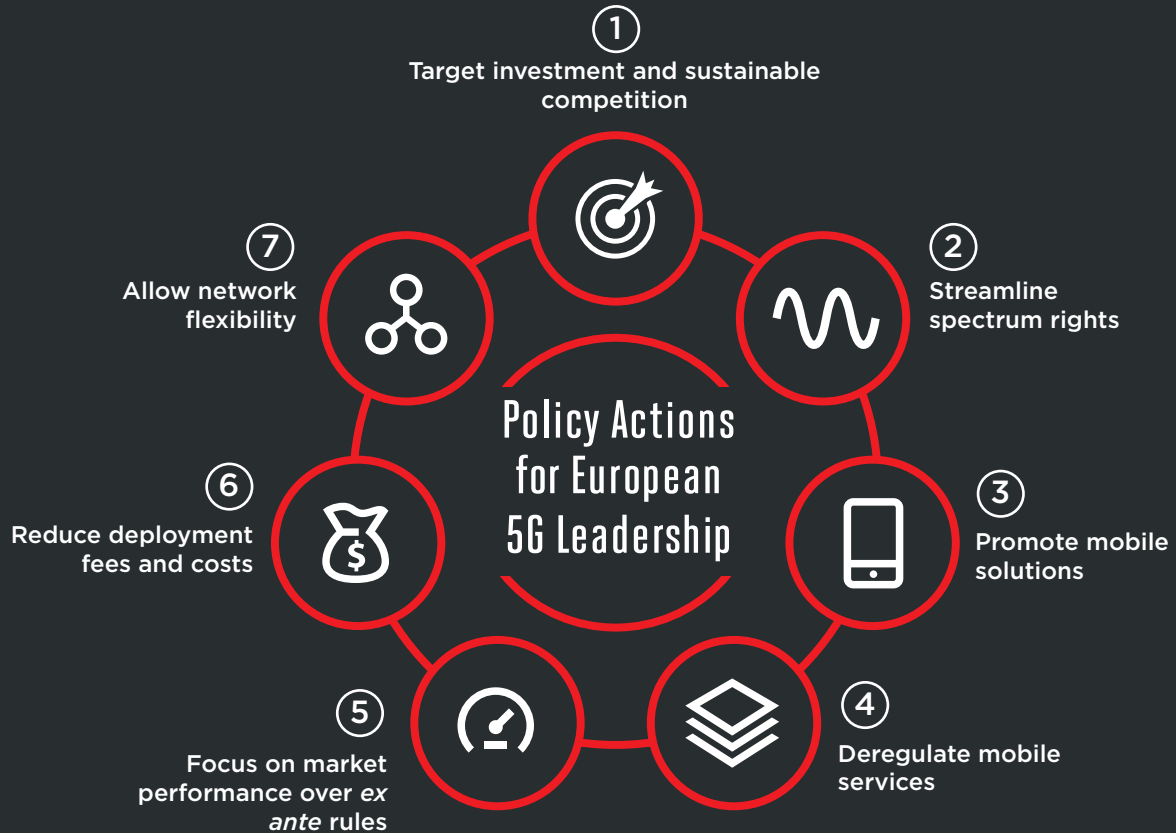 1
Target investment and sustainable
competition
2
Streamline
spectrum rights
3
Promote mobile
solutions
4
Deregulate mobile
services
5
Focus on market
performance over ex
ante rules
6
Reduce deployment
fees and costs
$
7
Allow network
flexibility
Policy Actions
for European
5G Leadership